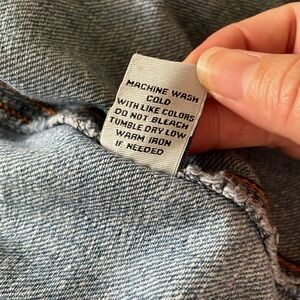 MACHINE WASH
COLD
WITH LIKE COLORS
DO NOT BLEACH
TUMBLE DRY LOW
WARM IRON
IF NEEDED